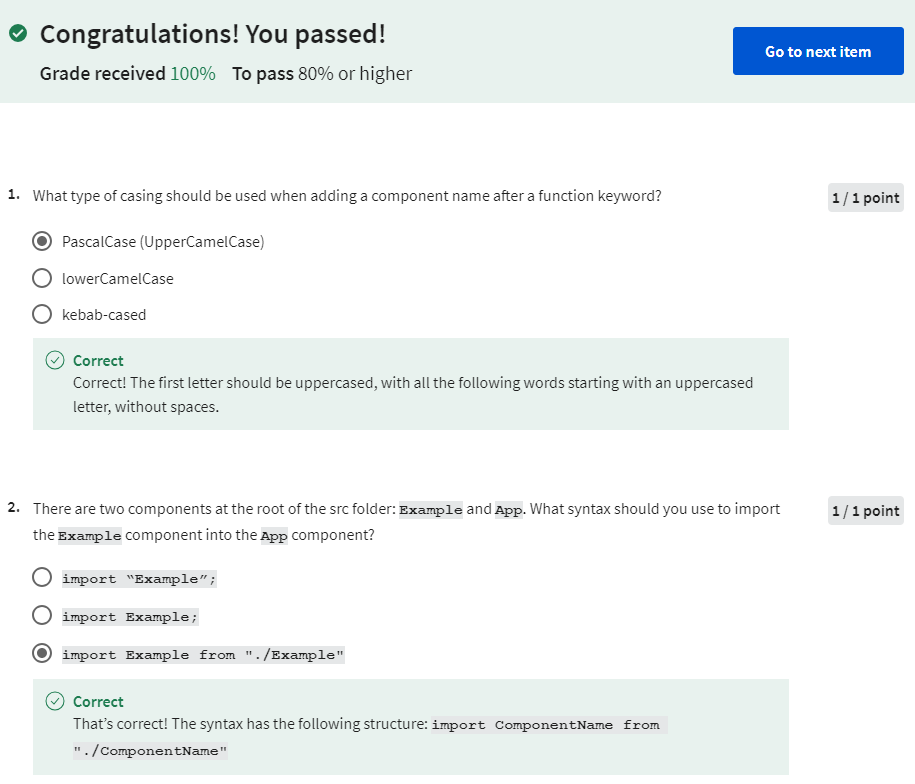 Congratulations! You passed!
Grade received 100% To pass 80% or higher
Go to next item
1. What type of casing should be used when adding a component name after a function keyword?
1 / 1 point
PascalCase (UpperCamelCase)
lowerCamelCase
kebab-cased
Correct
Correct! The first letter should be uppercased, with all the following words starting with an uppercased
letter, without spaces.
2. There are two components at the root of the src folder: Example and App. What syntax should you use to import
the Example component into the App component?
1 / 1 point
import “Example”;
import Example;
import Example from "./Example"
Correct
That’s correct! The syntax has the following structure: import ComponentName from
"./ComponentName"